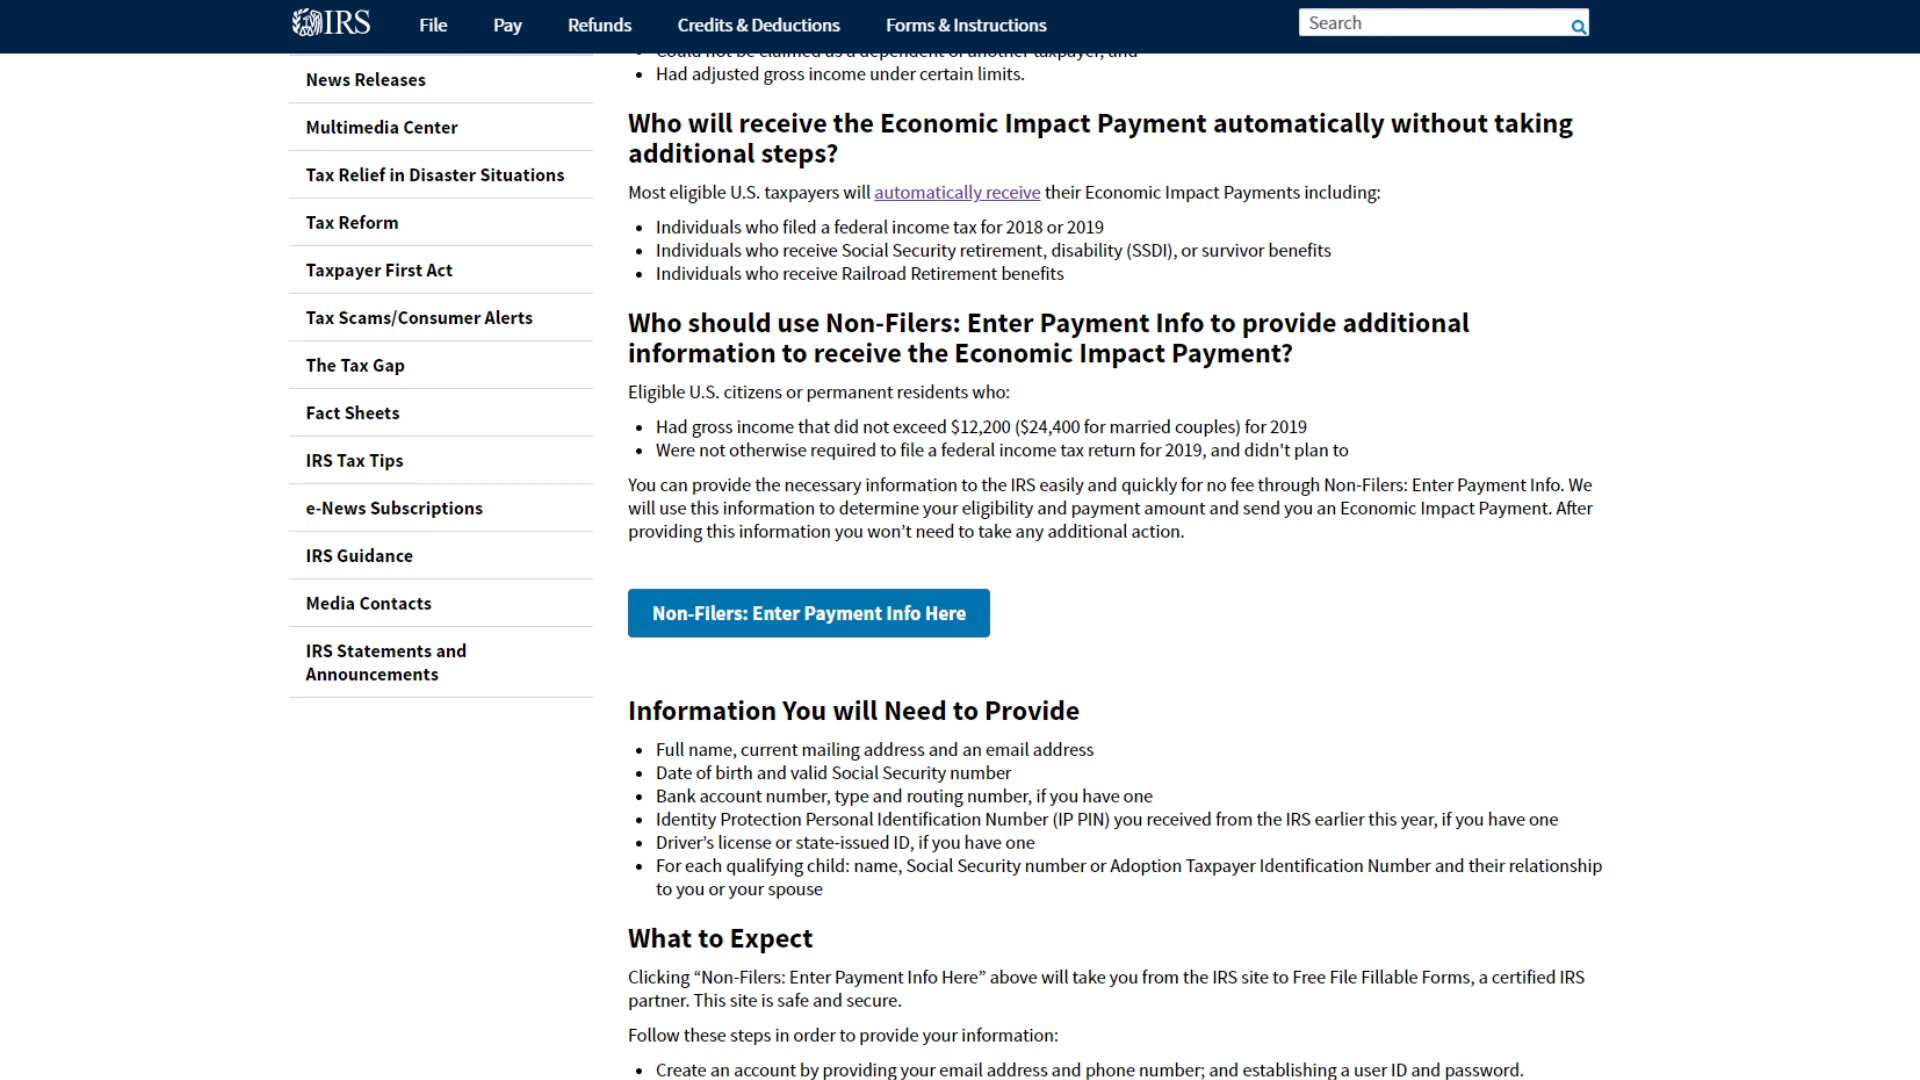 IRS
File
Pay
Refunds
Credits & Deductions
Forms & Instructions
Search
News Releases
Multimedia Center
Tax Relief in Disaster Situations
Tax Reform
Taxpayer First Act
Tax Scams/Consumer Alerts
The Tax Gap
Fact Sheets
IRS Tax Tips
e-News Subscriptions
IRS Guidance
Media Contacts
IRS Statements and
Announcements
Could not be claimed as a dependent of another taxpayer, and
Had adjusted gross income under certain limits.
Who will receive the Economic Impact Payment automatically without taking
additional steps?
Most eligible U.S. taxpayers will automatically receive their Economic Impact Payments including:
Individuals who filed a federal income tax for 2018 or 2019
Individuals who receive Social Security retirement, disability (SSDI), or survivor benefits
Individuals who receive Railroad Retirement benefits
Who should use Non-Filers: Enter Payment Info to provide additional
information to receive the Economic Impact Payment?
Eligible U.S. citizens or permanent residents who:
Had gross income that did not exceed $12,200 ($24,400 for married couples) for 2019
Were not otherwise required to file a federal income tax return for 2019, and didn't plan to
You can provide the necessary information to the IRS easily and quickly for no fee through Non-Filers: Enter Payment Info. We
will use this information to determine your eligibility and payment amount and send you an Economic Impact Payment. After
providing this information you won’t need to take any additional action.
Non-Filers: Enter Payment Info Here
Information You will Need to Provide
Full name, current mailing address and an email address
Date of birth and valid Social Security number
Bank account number, type and routing number, if you have one
Identity Protection Personal Identification Number (IP PIN) you received from the IRS earlier this year, if you have one
Driver’s license or state-issued ID, if you have one
For each qualifying child: name, Social Security number or Adoption Taxpayer Identification Number and their relationship
to you or your spouse
What to Expect
Clicking “Non-Filers: Enter Payment Info Here” above will take you from the IRS site to Free File Fillable Forms, a certified IRS
partner. This site is safe and secure.
Follow these steps in order to provide your information:
Create an account by providing your email address and phone number; and establishing a user ID and password.